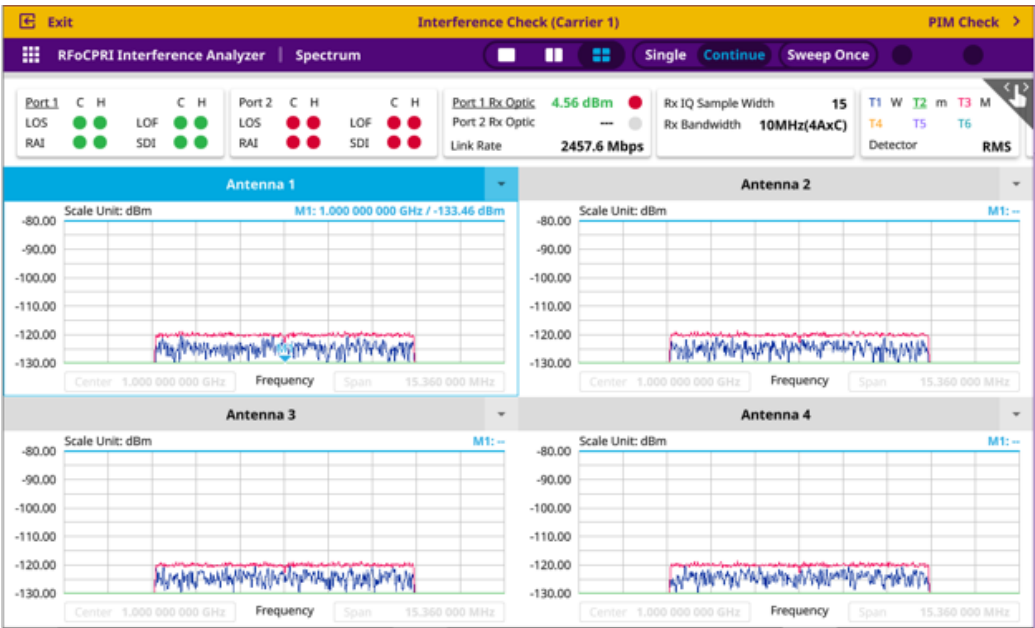 Exit Interference Check (Carrier 1) PIM Check >
RFoCPRI Interference Analyzer | Spectrum Single Continue Sweep Once
Port 1 C H C H
LOS LOF
RAI SDI
Port 2 C H C H
LOS LOF
RAI SDI
Port 1 Rx Optic 4.56 dBm
Port 2 Rx Optic ---
Link Rate 2457.6 Mbps
Rx IQ Sample Width 15
Rx Bandwidth 10MHz(4AxC)
T1 W T2 m T3 M
T4 T5 T6
Detector RMS
Antenna 1
Scale Unit: dBm M1: 1.000 000 000 GHz / -133.46 dBm
-80.00
-90.00
-100.00
-110.00
-120.00
-130.00
Center 1.000 000 000 GHz Frequency Span 15.360 000 MHz
Antenna 2
Scale Unit: dBm M1: --
-80.00
-90.00
-100.00
-110.00
-120.00
-130.00
Center 1.000 000 000 GHz Frequency Span 15.360 000 MHz
Antenna 3
Scale Unit: dBm M1: --
-80.00
-90.00
-100.00
-110.00
-120.00
-130.00
Center 1.000 000 000 GHz Frequency Span 15.360 000 MHz
Antenna 4
Scale Unit: dBm M1: --
-80.00
-90.00
-100.00
-110.00
-120.00
-130.00
Center 1.000 000 000 GHz Frequency Span 15.360 000 MHz